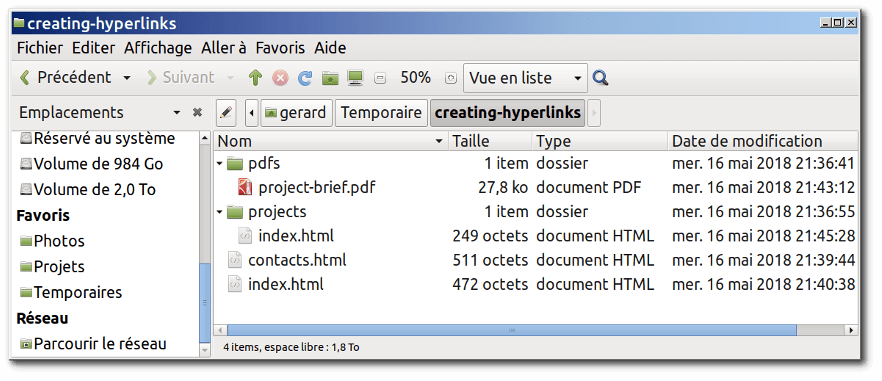 creating-hyperlinks
Fichier Editer Affichage Aller à Favoris Aide
Précédent Suivant 50% Vue en liste
Emplacements gerard Temporaire creating-hyperlinks
Réservé au système
Volume de 984 Go
Volume de 2,0 To
Favoris
Photos
Projets
Temporaires
Réseau
Parcourir le réseau
Nom Taille Type Date de modification
pdfs 1 item dossier mer. 16 mai 2018 21:36:41
project-brief.pdf 27,8 ko document PDF mer. 16 mai 2018 21:43:12
projects 1 item dossier mer. 16 mai 2018 21:36:55
index.html 249 octets document HTML mer. 16 mai 2018 21:45:28
contacts.html 511 octets document HTML mer. 16 mai 2018 21:39:44
index.html 472 octets document HTML mer. 16 mai 2018 21:40:38
4 items, espace libre : 1,8 To